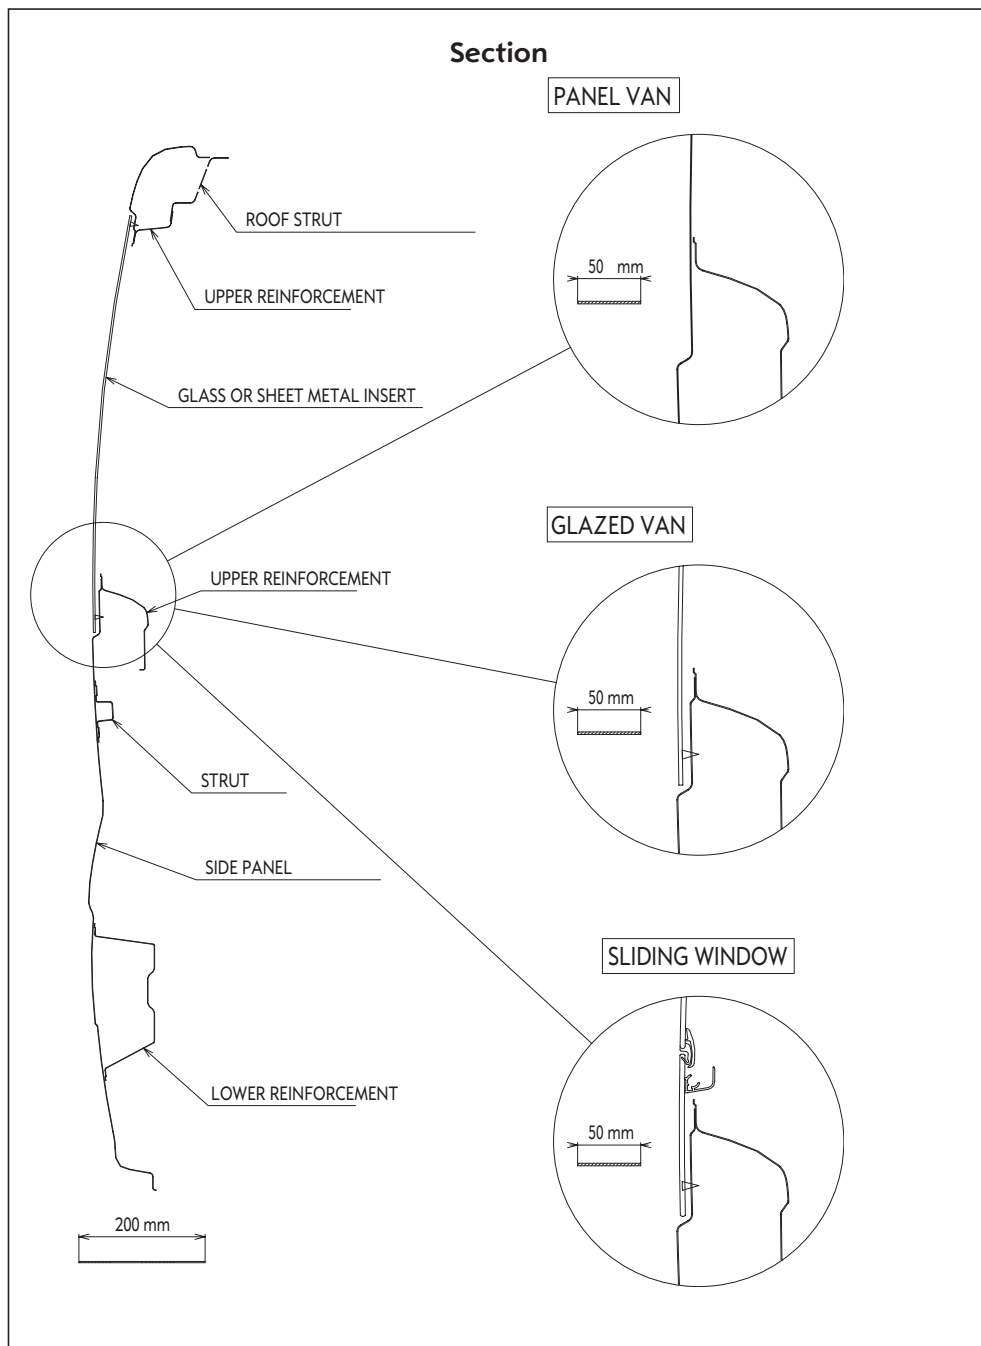 Section
PANEL VAN
ROOF STRUT
50 mm
UPPER REINFORCEMENT
GLASS OR SHEET METAL INSERT
GLAZED VAN
UPPER REINFORCEMENT
50 mm
STRUT
SIDE PANEL
SLIDING WINDOW
LOWER REINFORCEMENT
50 mm
200 mm